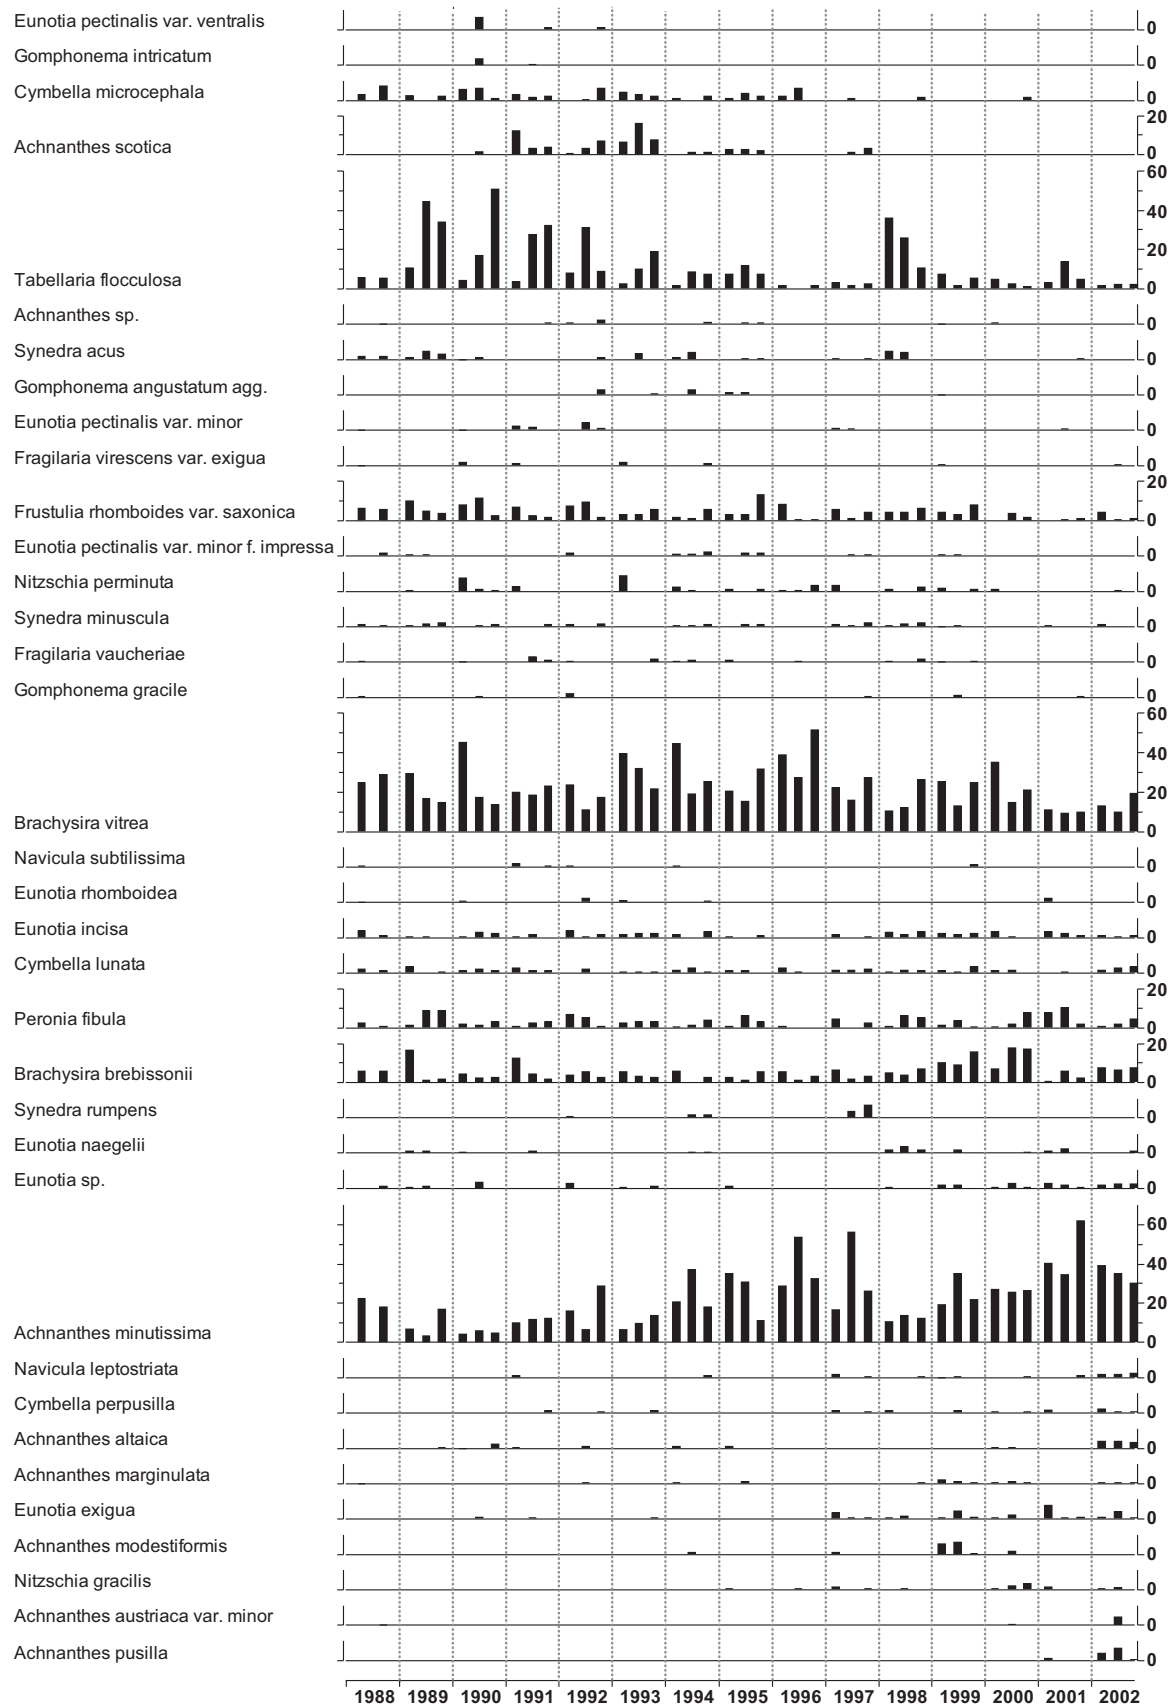 Eunotia pectinalis var. ventralis 0
Gomphonema intricatum 0
Cymbella microcephala 0
20
Achnanthes scotica 0
60
40
20
Tabellaria flocculosa 0
Achnanthes sp. 0
Synedra acus 0
Gomphonema angustatum agg. 0
Eunotia pectinalis var. minor 0
Fragilaria virescens var. exigua 0
20
Frustulia rhomboides var. saxonica 0
Eunotia pectinalis var. minor f. impressa 0
Nitzschia perminuta 0
Synedra minuscula 0
Fragilaria vaucheriae 0
Gomphonema gracile 0
60
40
20
Brachysira vitrea 0
Navicula subtilissima 0
Eunotia rhomboidea 0
Eunotia incisa 0
Cymbella lunata 0
20
Peronia fibula 0
20
Brachysira brebissonii 0
Synedra rumpens 0
Eunotia naegelii 0
Eunotia sp. 0
60
40
20
Achnanthes minutissima 0
Navicula leptostriata 0
Cymbella perpusilla 0
Achnanthes altaica 0
Achnanthes marginulata 0
Eunotia exigua 0
Achnanthes modestiformis 0
Nitzschia gracilis 0
Achnanthes austriaca var. minor 0
Achnanthes pusilla 0
1988 1989 1990 1991 1992 1993 1994 1995 1996 1997 1998 1999 2000 2001 2002